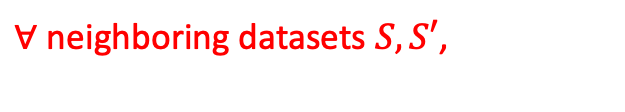 ∀ neighboring datasets S, S′,